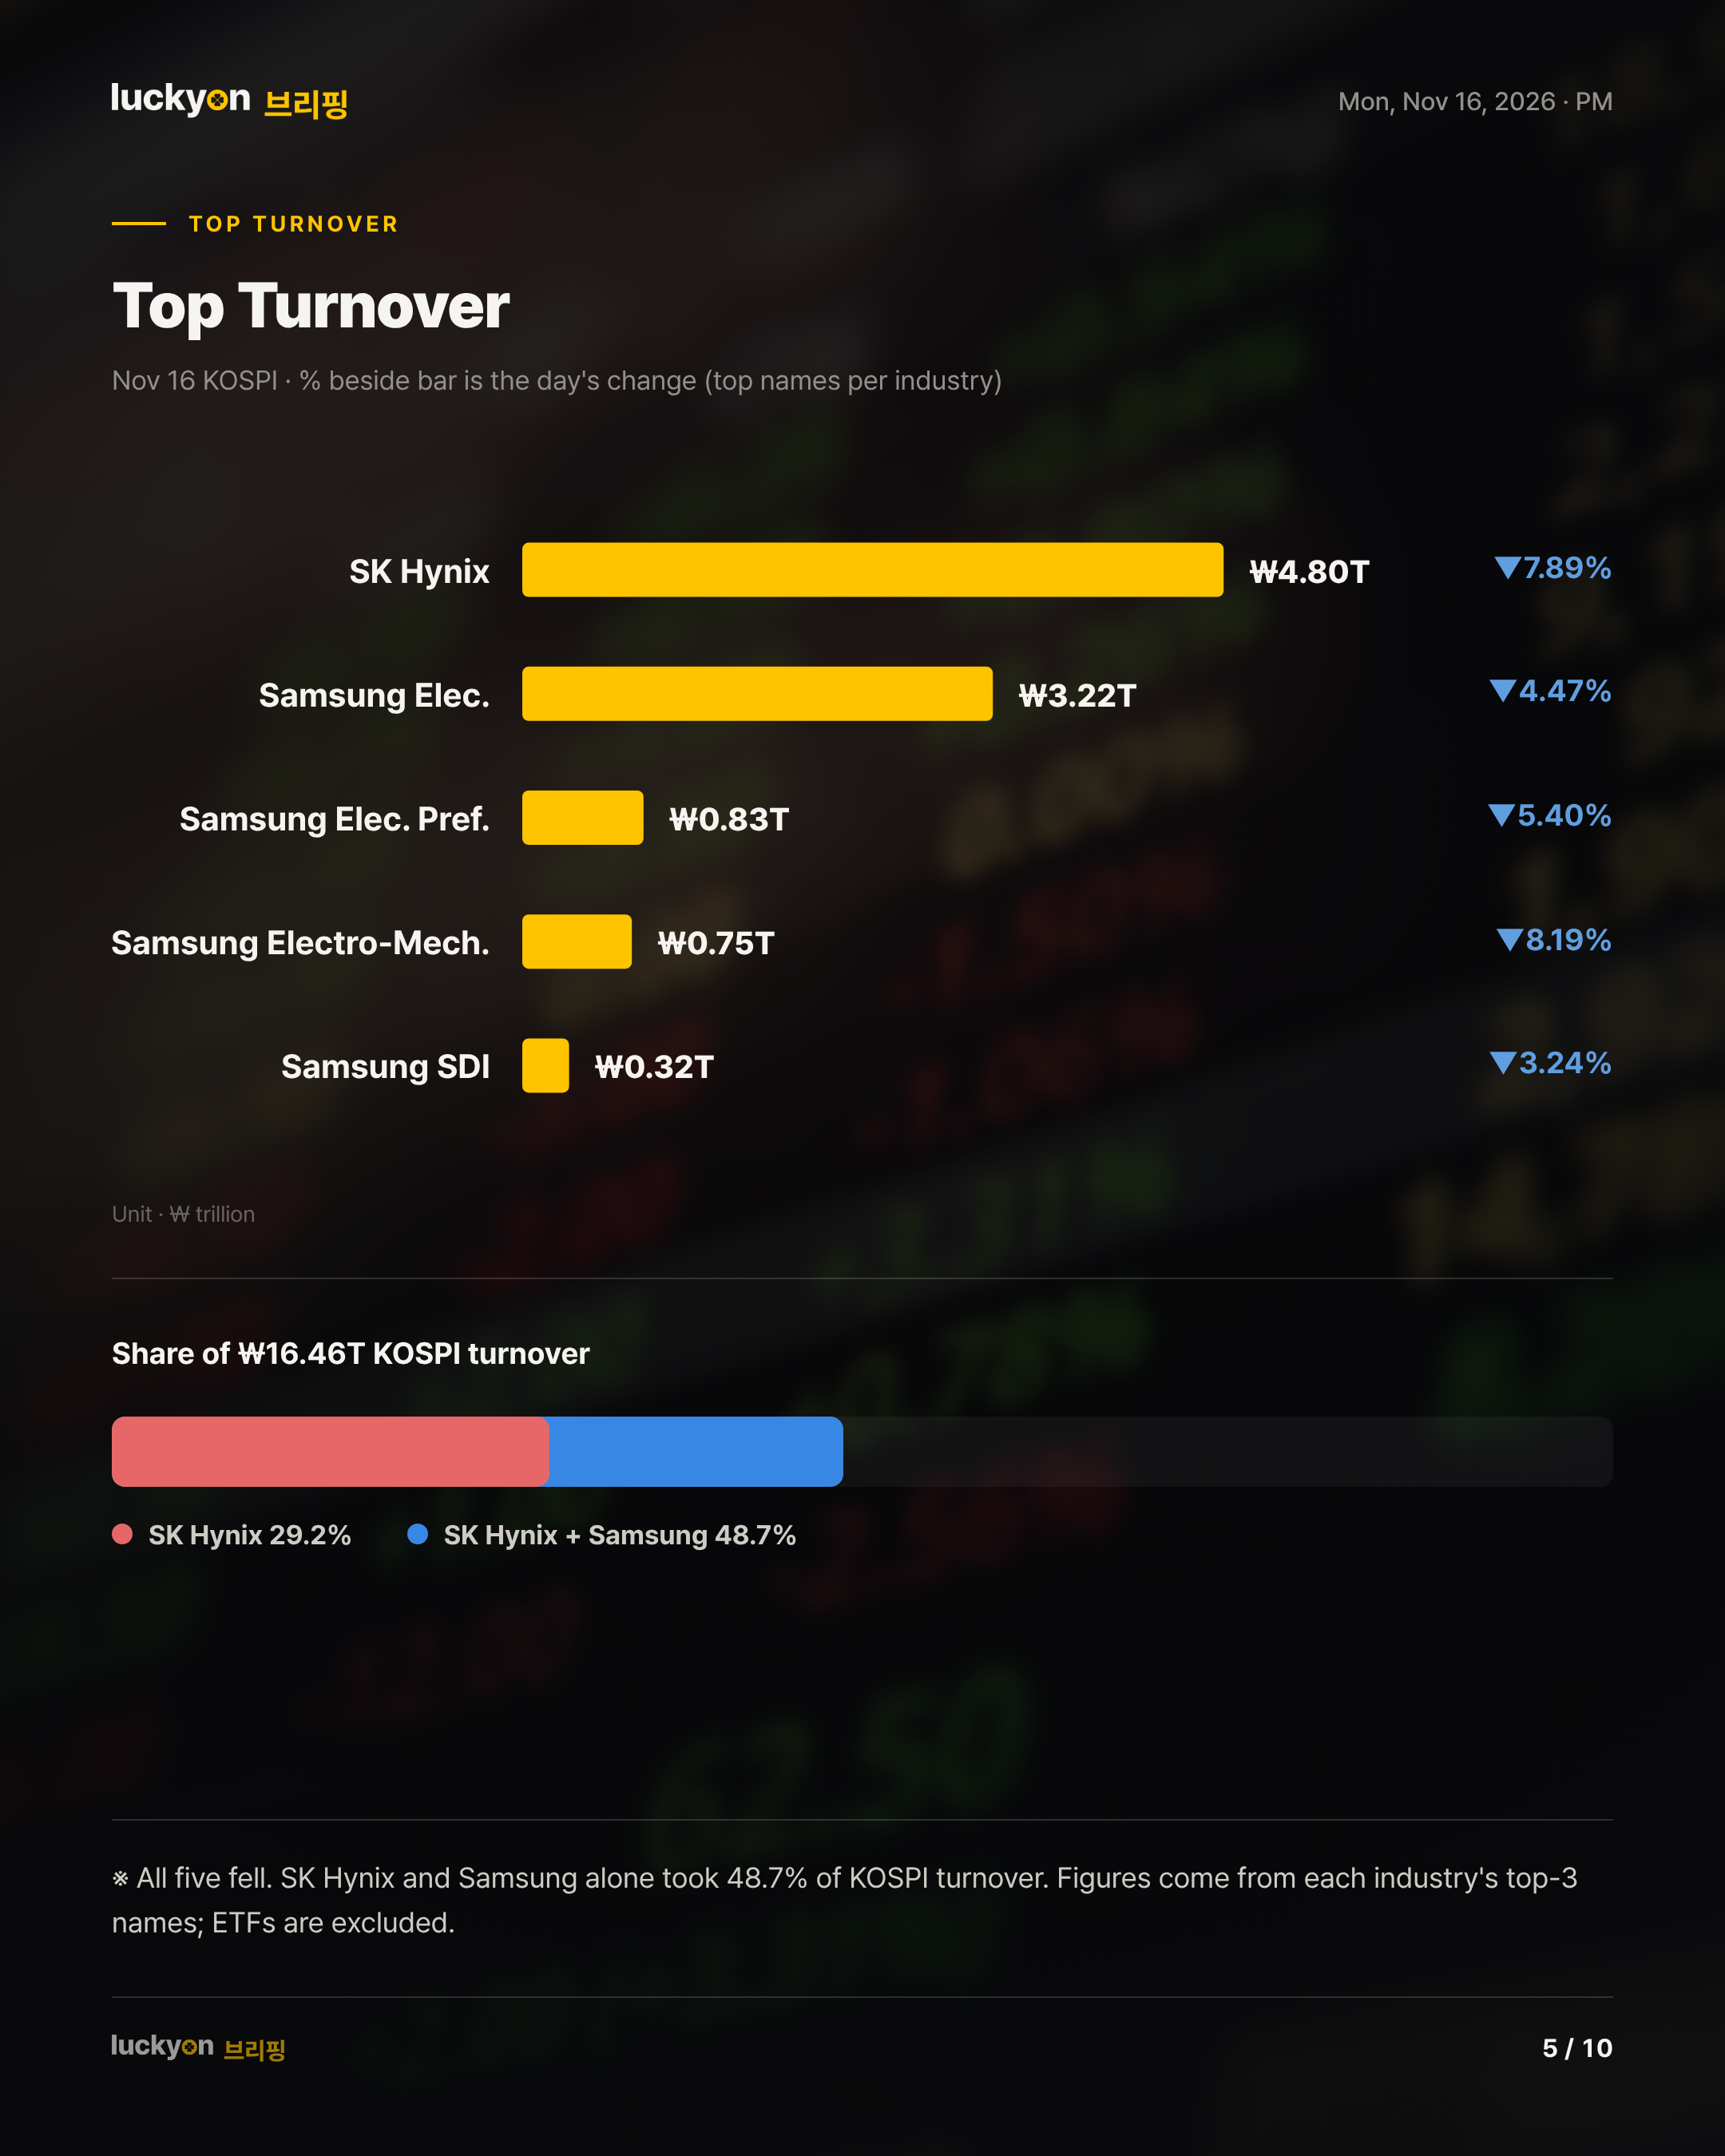 luckyon 브리핑
Mon, Nov 16, 2026 · PM
TOP TURNOVER
Top Turnover
Nov 16 KOSPI · % beside bar is the day's change (top names per industry)
SK Hynix ₩4.80T ▼7.89%
Samsung Elec. ₩3.22T ▼4.47%
Samsung Elec. Pref. ₩0.83T ▼5.40%
Samsung Electro-Mech. ₩0.75T ▼8.19%
Samsung SDI ₩0.32T ▼3.24%
Unit · ₩ trillion
Share of ₩16.46T KOSPI turnover
SK Hynix 29.2% SK Hynix + Samsung 48.7%
※ All five fell. SK Hynix and Samsung alone took 48.7% of KOSPI turnover. Figures come from each industry's top-3
names; ETFs are excluded.
luckyon 브리핑
5 / 10